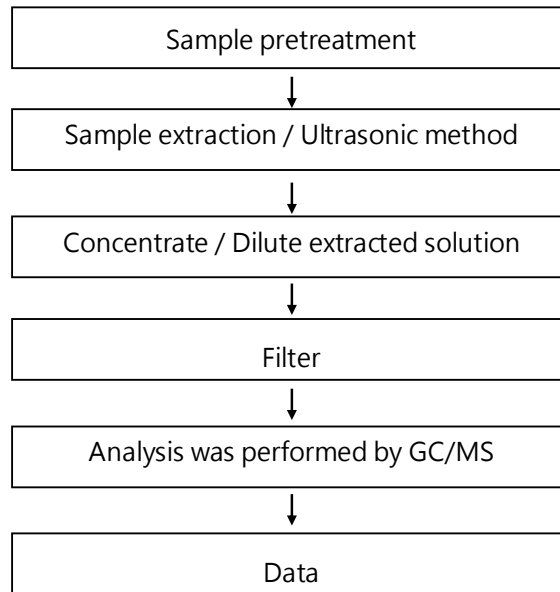 Sample pretreatment
Sample extraction / Ultrasonic method
Concentrate / Dilute extracted solution
Filter
Analysis was performed by GC/MS
Data